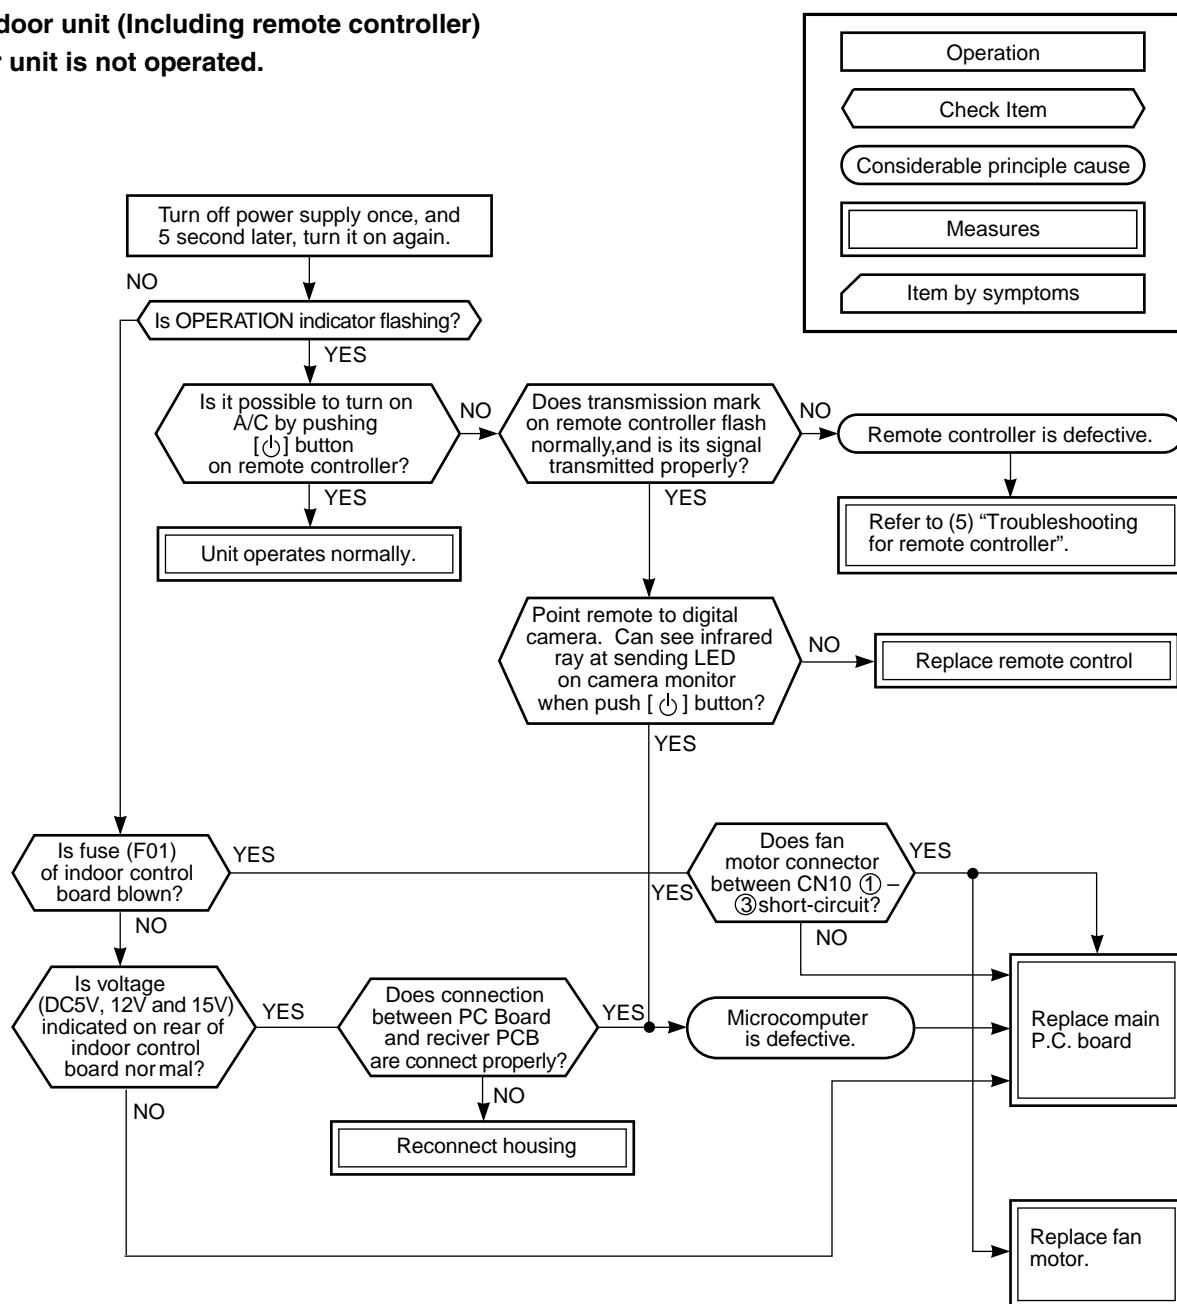 door unit (Including remote controller)
unit is not operated.
Operation
Check Item
Considerable principle cause
Measures
Item by symptoms
Turn off power supply once, and
5 second later, turn it on again.
NO
Is OPERATION indicator flashing?
YES
Is it possible to turn on
A/C by pushing
[⏻] button
on remote controller?
NO
Does transmission mark
on remote controller flash
normally,and is its signal
transmitted properly?
NO
Remote controller is defective.
YES
YES
Unit operates normally.
Refer to (5) “Troubleshooting
for remote controller”.
Point remote to digital
camera. Can see infrared
ray at sending LED
on camera monitor
when push [ ⏻ ] button?
NO
Replace remote control
YES
Is fuse (F01)
of indoor control
board blown?
YES
Does fan
motor connector
between CN10 ① –
③short-circuit?
YES
YES
NO
NO
Is voltage
(DC5V, 12V and 15V)
indicated on rear of
indoor control
board normal?
YES
Does connection
between PC Board
and reciver PCB
are connect properly?
YES
Microcomputer
is defective.
Replace main
P.C. board
NO
NO
Reconnect housing
Replace fan
motor.